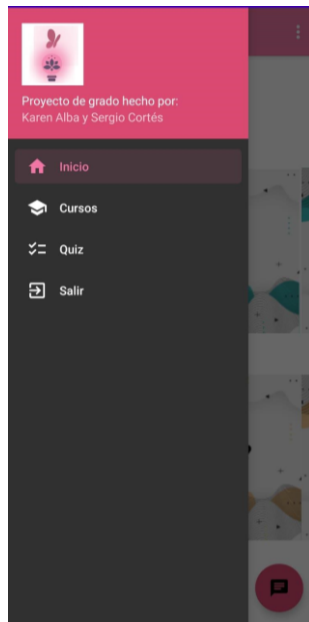 Proyecto de grado hecho por:
Karen Alba y Sergio Cortés
Inicio
Cursos
Quiz
Salir